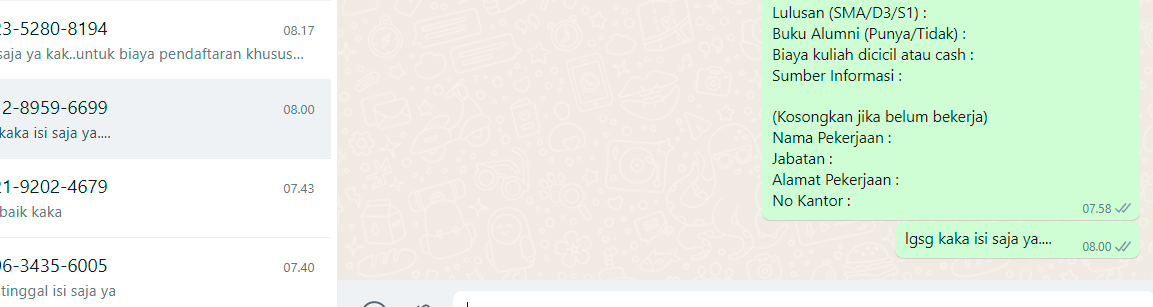 23-5280-8194
08.17
saja ya kak..untuk biaya pendaftaran khusus...
2-8959-6699
08.00
kaka isi saja ya....
21-9202-4679
07.43
baik kaka
96-3435-6005
07.40
tinggal isi saja ya
Lulusan (SMA/D3/S1) :
Buku Alumni (Punya/Tidak) :
Biaya kuliah dicicil atau cash :
Sumber Informasi :
(Kosongkan jika belum bekerja)
Nama Pekerjaan :
Jabatan :
Alamat Pekerjaan :
No Kantor :
07.58
lgsg kaka isi saja ya....
08.00